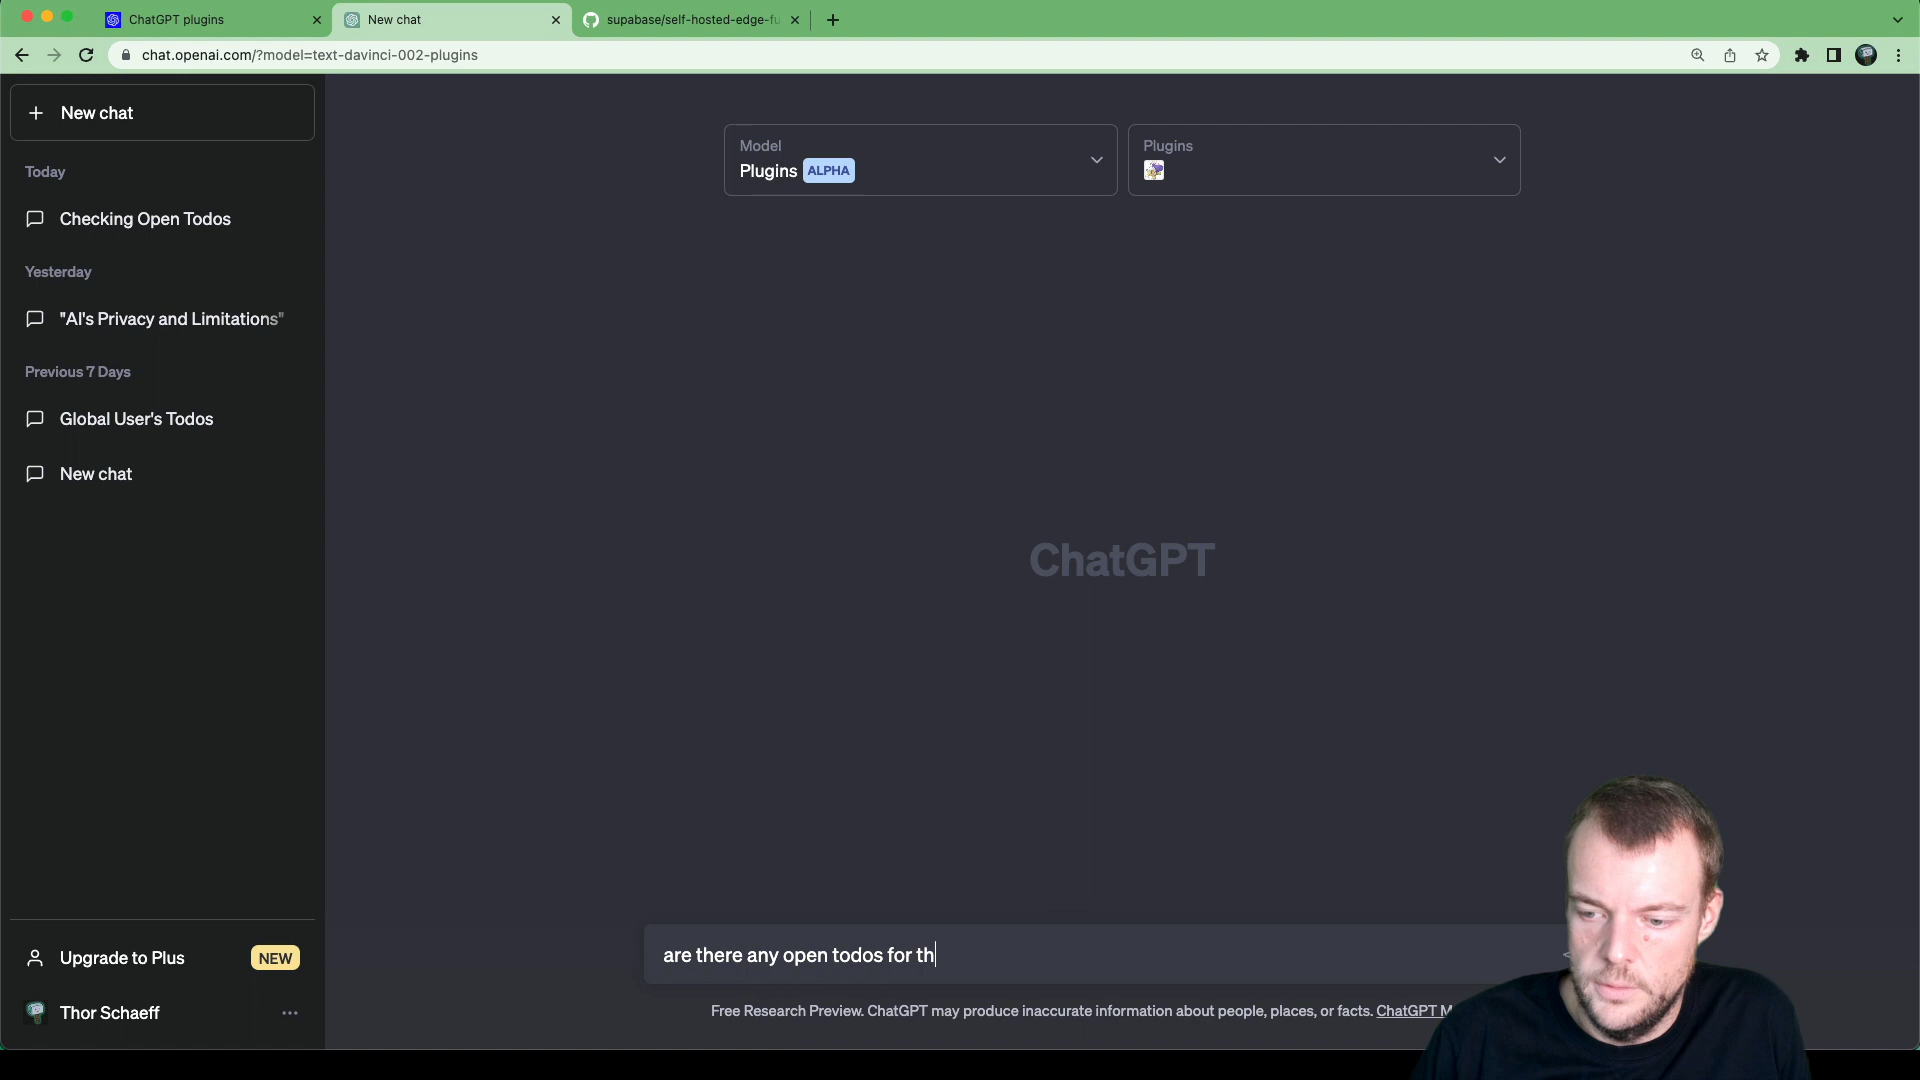 ChatGPT plugins
New chat
supabase/self-hosted-edge-fu
chat.openai.com/?model=text-davinci-002-plugins
New chat
Today
Checking Open Todos
Yesterday
"AI's Privacy and Limitations"
Previous 7 Days
Global User's Todos
New chat
Upgrade to Plus
NEW
Thor Schaeff
Model
Plugins ALPHA
Plugins
ChatGPT
are there any open todos for th
Free Research Preview. ChatGPT may produce inaccurate information about people, places, or facts. ChatGPT M